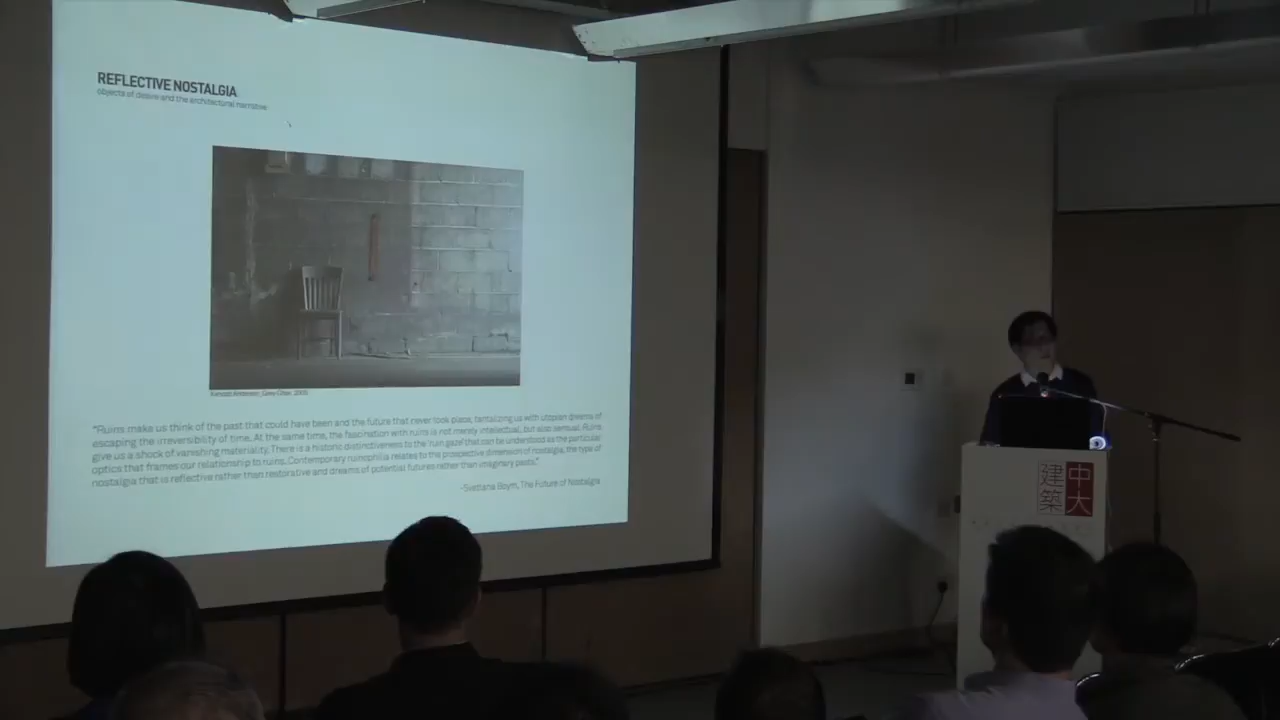 REFLECTIVE NOSTALGIA
objects of desire and the architectural narrative
"Ruins make us think of the past that could have been and the future that never took place, tantalizing us with utopian dreams of
escaping the irreversibility of time. At the same time, the fascination with ruins is not merely intellectual, but also sensual. Ruins
give us a shock of vanishing materiality. There is a historic distinctiveness to the 'ruin gaze' that can be understood as the particular
optics that frames our relationship to ruins. Contemporary ruinophilia relates to the prospective dimension of nostalgia, the type of
nostalgia that is reflective rather than restorative and dreams of potential futures rather than imaginary pasts."
-Svetlana Boym, The Future of Nostalgia
中大
建築